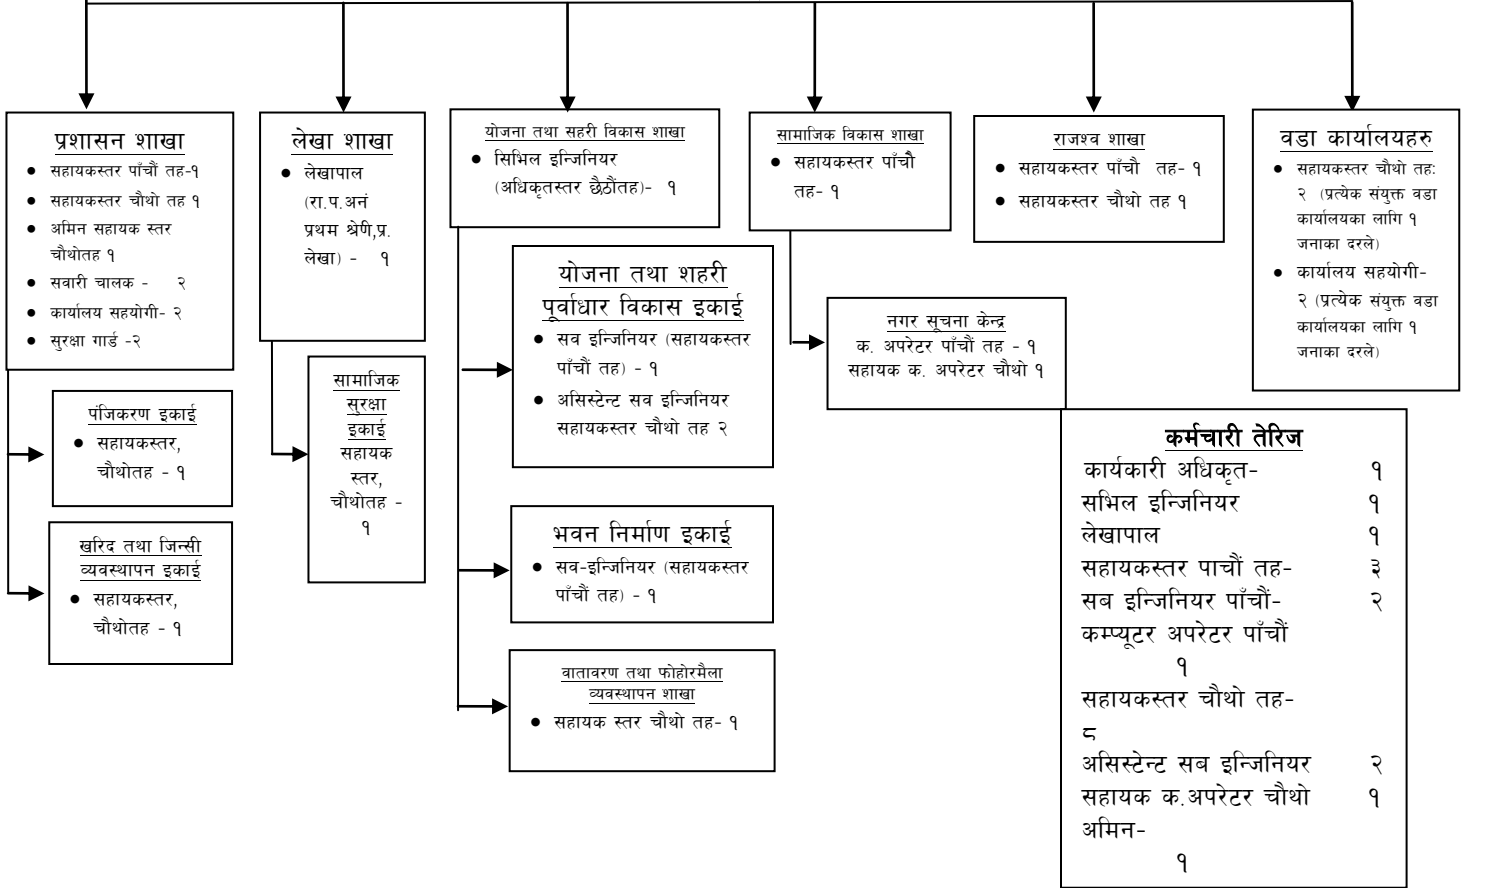 प्रशासन शाखा
सहायकस्तर पाँचौं तह-१
सहायकस्तर चौथो तह १
अमिन सहायक स्तर
चौथोतह १
सवारी चालक - २
कार्यालय सहयोगी- २
सुरक्षा गार्ड -२
पंजिकरण इकाई
सहायकस्तर,
चौथोतह - १
खरिद तथा जिन्सी
व्यवस्थापन इकाई
सहायकस्तर,
चौथोतह - १
लेखा शाखा
लेखापाल
(रा.प.अनं
प्रथम श्रेणी,प्र.
लेखा) - १
सामाजिक
सुरक्षा
इकाई
सहायक
स्तर,
चौथोतह -
१
योजना तथा सहरी विकास शाखा
सिभिल इन्जिनियर
(अधिकृतस्तर छैठौंतह)- १
योजना तथा शहरी
पूर्वाधार विकास इकाई
सव इन्जिनियर (सहायकस्तर
पाँचौं तह) - १
असिस्टेन्ट सव इन्जिनियर
सहायकस्तर चौथो तह २
भवन निर्माण इकाई
सव-इन्जिनियर (सहायकस्तर
पाँचौं तह) - १
वातावरण तथा फोहोरमैला
व्यवस्थापन शाखा
सहायक स्तर चौथो तह- १
सामाजिक विकास शाखा
सहायकस्तर पाँचौ
तह- १
नगर सूचना केन्द्र
क. अपरेटर पाँचौं तह - १
सहायक क. अपरेटर चौथो १
राजश्व शाखा
सहायकस्तर पाँचौ तह- १
सहायकस्तर चौथो तह १
वडा कार्यालयहरु
सहायकस्तर चौथो तह:
२ (प्रत्येक संयुक्त वडा
कार्यालयका लागि १
जनाका दरले)
कार्यालय सहयोगी-
२ (प्रत्येक संयुक्त वडा
कार्यालयका लागि १
जनाका दरले)
कर्मचारी तेरिज
कार्यकारी अधिकृत- १
सभिल इन्जिनियर १
लेखापाल १
सहायकस्तर पाचौं तह- ३
सब इन्जिनियर पाँचौं- २
कम्प्यूटर अपरेटर पाँचौं
१
सहायकस्तर चौथो तह-
८
असिस्टेन्ट सब इन्जिनियर २
सहायक क.अपरेटर चौथो १
अमिन-
१